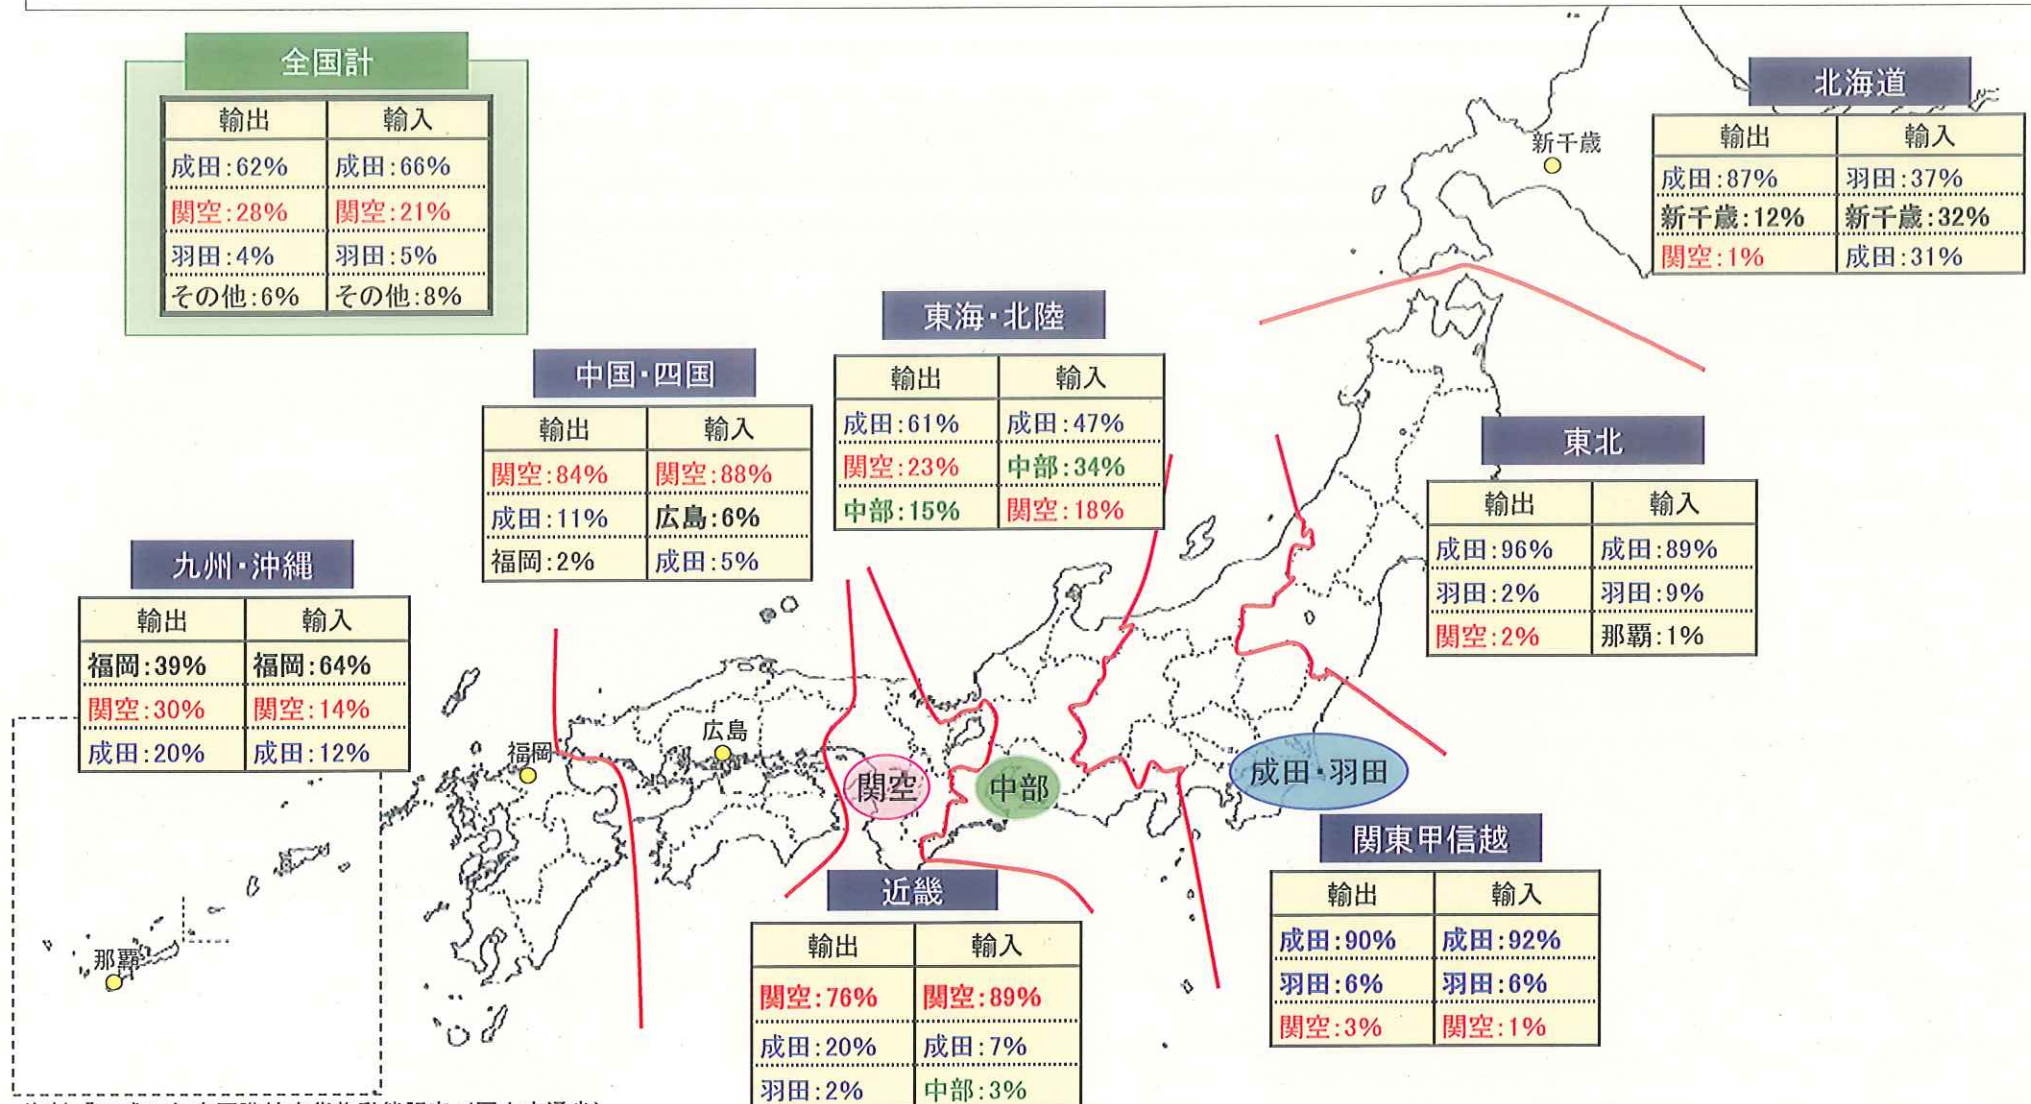 全国計
輸出 輸入
成田:62% 成田:66%
関空:28% 関空:21%
羽田:4% 羽田:5%
その他:6% その他:8%
北海道
輸出 輸入
成田:87% 羽田:37%
新千歳:12% 新千歳:32%
関空:1% 成田:31%
新千歳
東海・北陸
輸出 輸入
成田:61% 成田:47%
関空:23% 中部:34%
中部:15% 関空:18%
中国・四国
輸出 輸入
関空:84% 関空:88%
成田:11% 広島:6%
福岡:2% 成田:5%
東北
輸出 輸入
成田:96% 成田:89%
羽田:2% 羽田:9%
関空:2% 那覇:1%
九州・沖縄
輸出 輸入
福岡:39% 福岡:64%
関空:30% 関空:14%
成田:20% 成田:12%
福岡
広島
関空
中部
成田・羽田
那覇
関東甲信越
輸出 輸入
成田:90% 成田:92%
羽田:6% 羽田:6%
関空:3% 関空:1%
近畿
輸出 輸入
関空:76% 関空:89%
成田:20% 成田:7%
羽田:2% 中部:3%